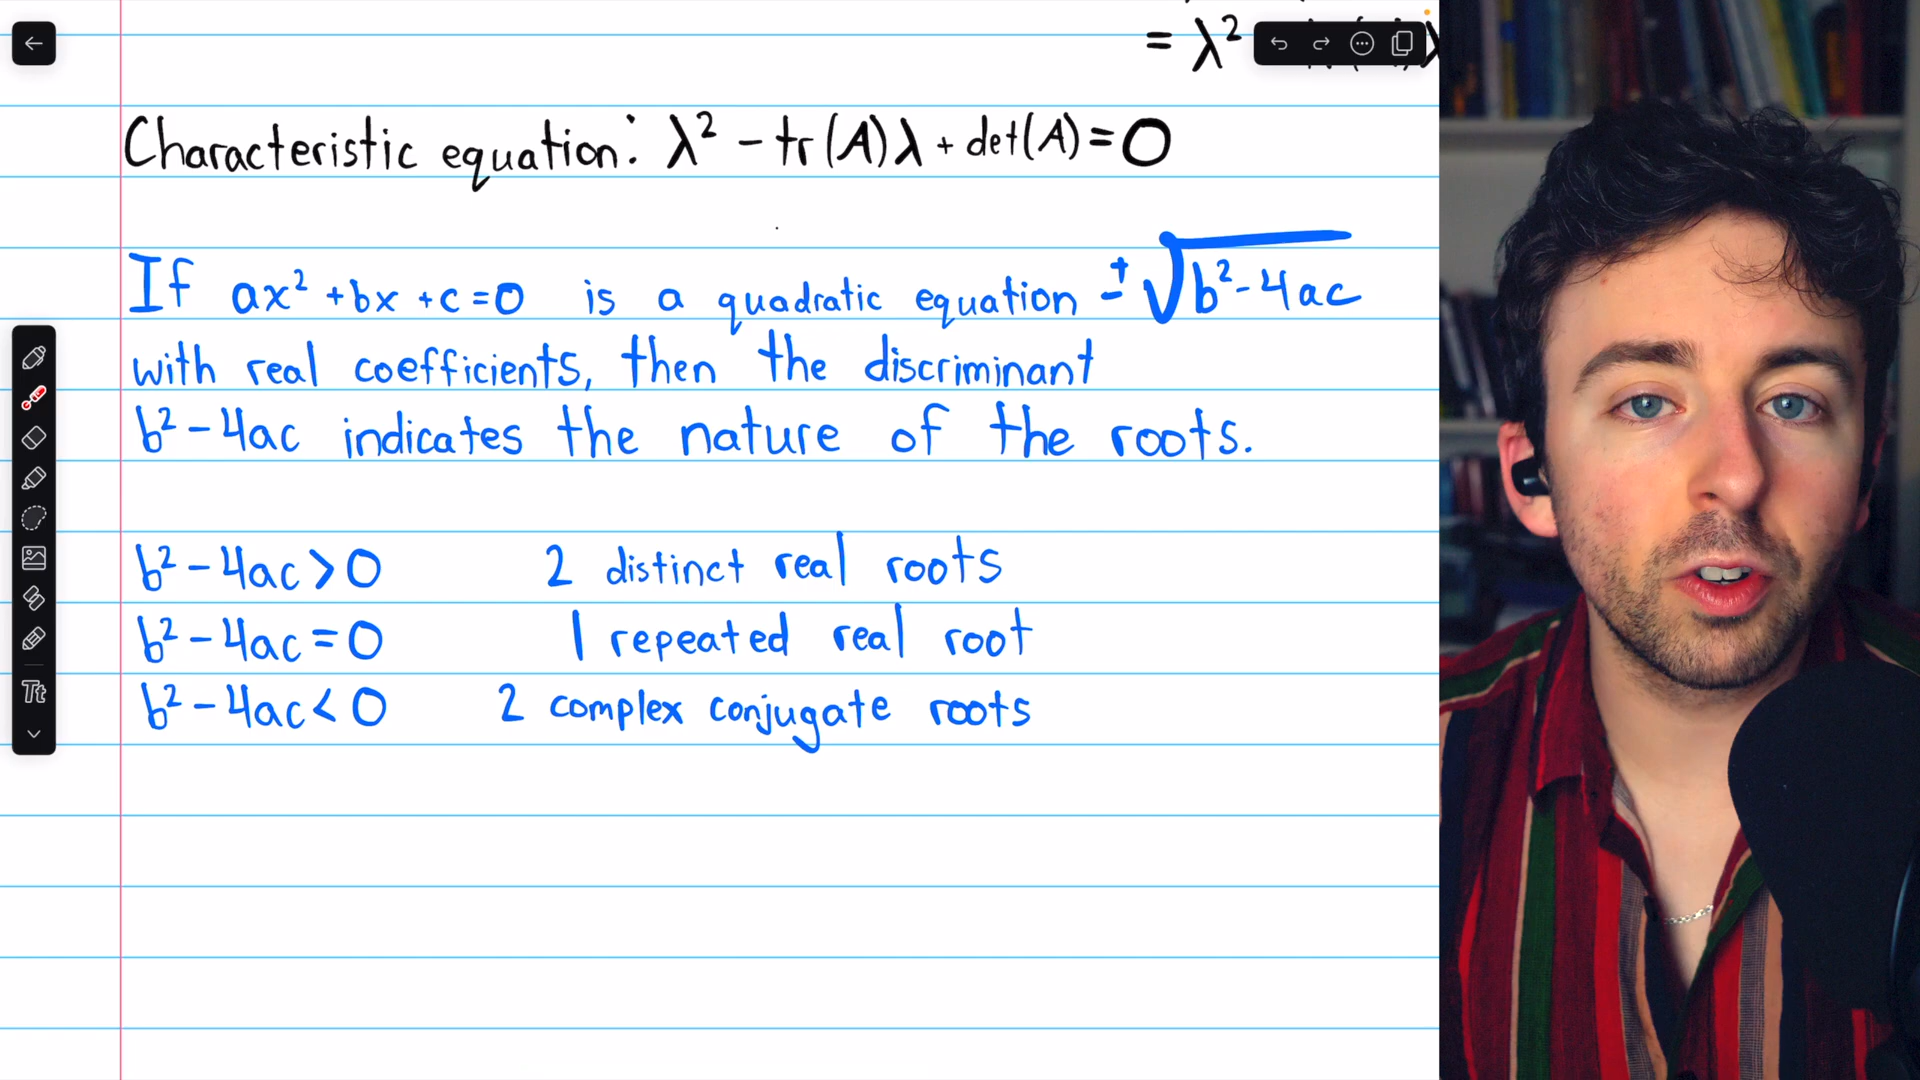 = λ²
Characteristic equation: λ² - tr(A)λ + det(A) = 0
If ax² + bx + c = 0 is a quadratic equation ± √b² - 4ac
with real coefficients, then the discriminant
b² - 4ac indicates the nature of the roots.
b² - 4ac > 0 2 distinct real roots
b² - 4ac = 0 1 repeated real root
b² - 4ac < 0 2 complex conjugate roots
Tt